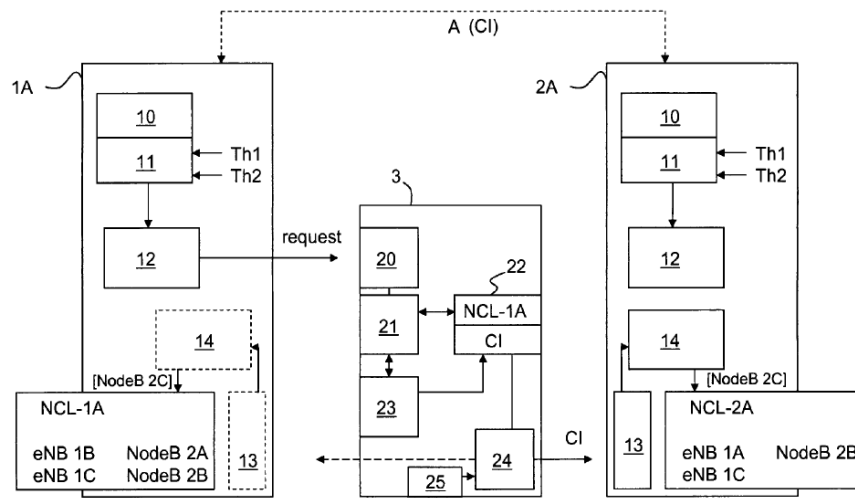 A (CI)
1A
2A
10
11
Th1
Th2
12
request
3
20
22
21
NCL-1A
CI
23
24
25
CI
14
[NodeB 2C]
NCL-1A
eNB 1B NodeB 2A
eNB 1C NodeB 2B
13
10
11
Th1
Th2
12
14
[NodeB 2C]
13
NCL-2A
eNB 1A NodeB 2B
eNB 1C